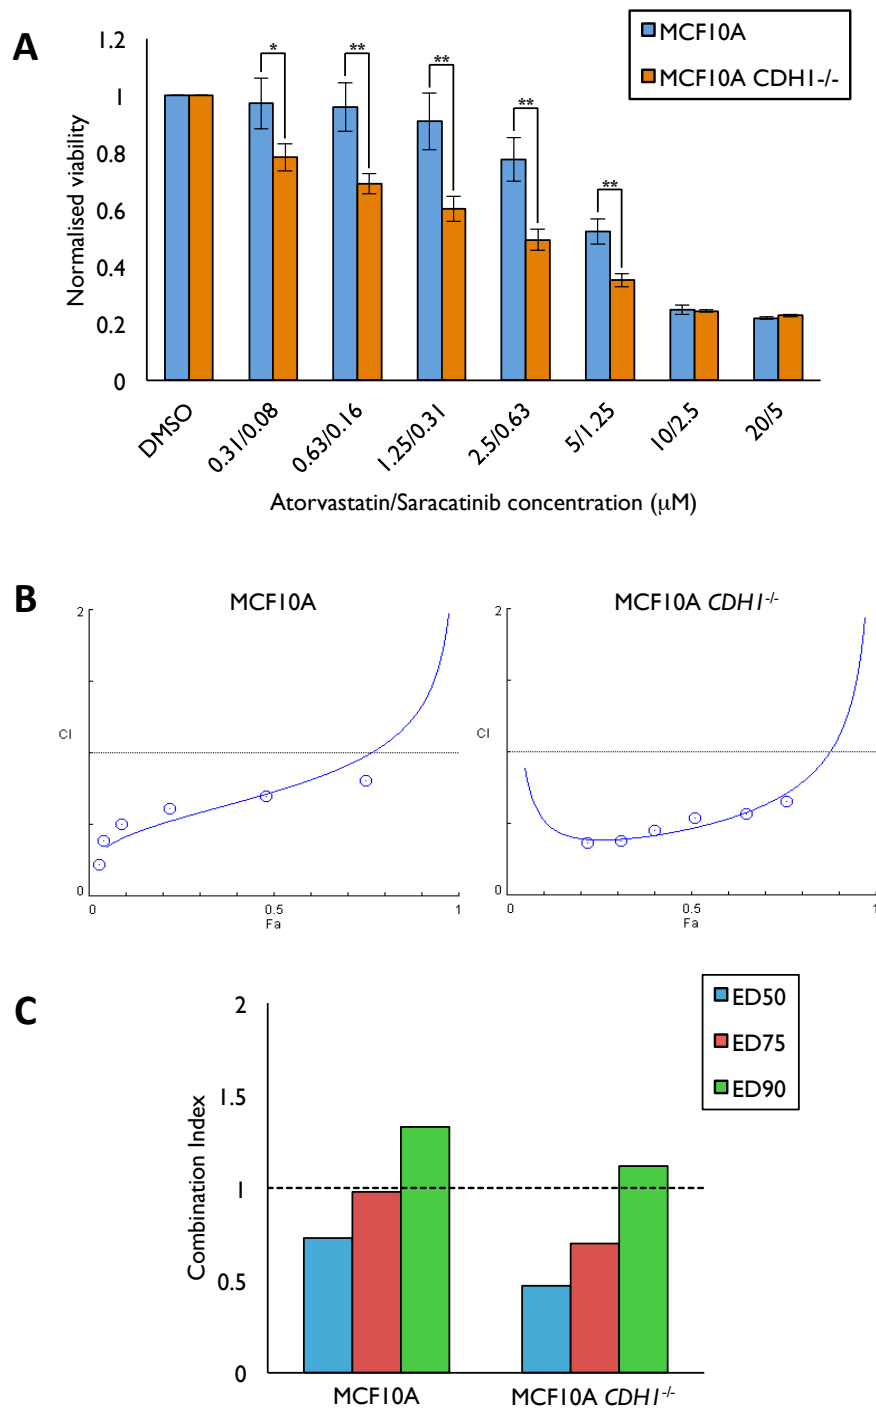 A
MCF10A
MCF10A CDH1-/-
1.2
1
0.8
0.6
0.4
0.2
0
Normalised viability
*
**
**
**
**
DMSO
0.31/0.08
0.63/0.16
1.25/0.31
2.5/0.63
5/1.25
10/2.5
20/5
Atorvastatin/Saracatinib concentration (μM)
B
MCF10A
2
CI
0
0
0.5
1
Fa
MCF10A CDH1-/-
2
CI
0
0
0.5
1
Fa
C
ED50
ED75
ED90
2
1.5
1
0.5
0
Combination Index
MCF10A
MCF10A CDH1-/-